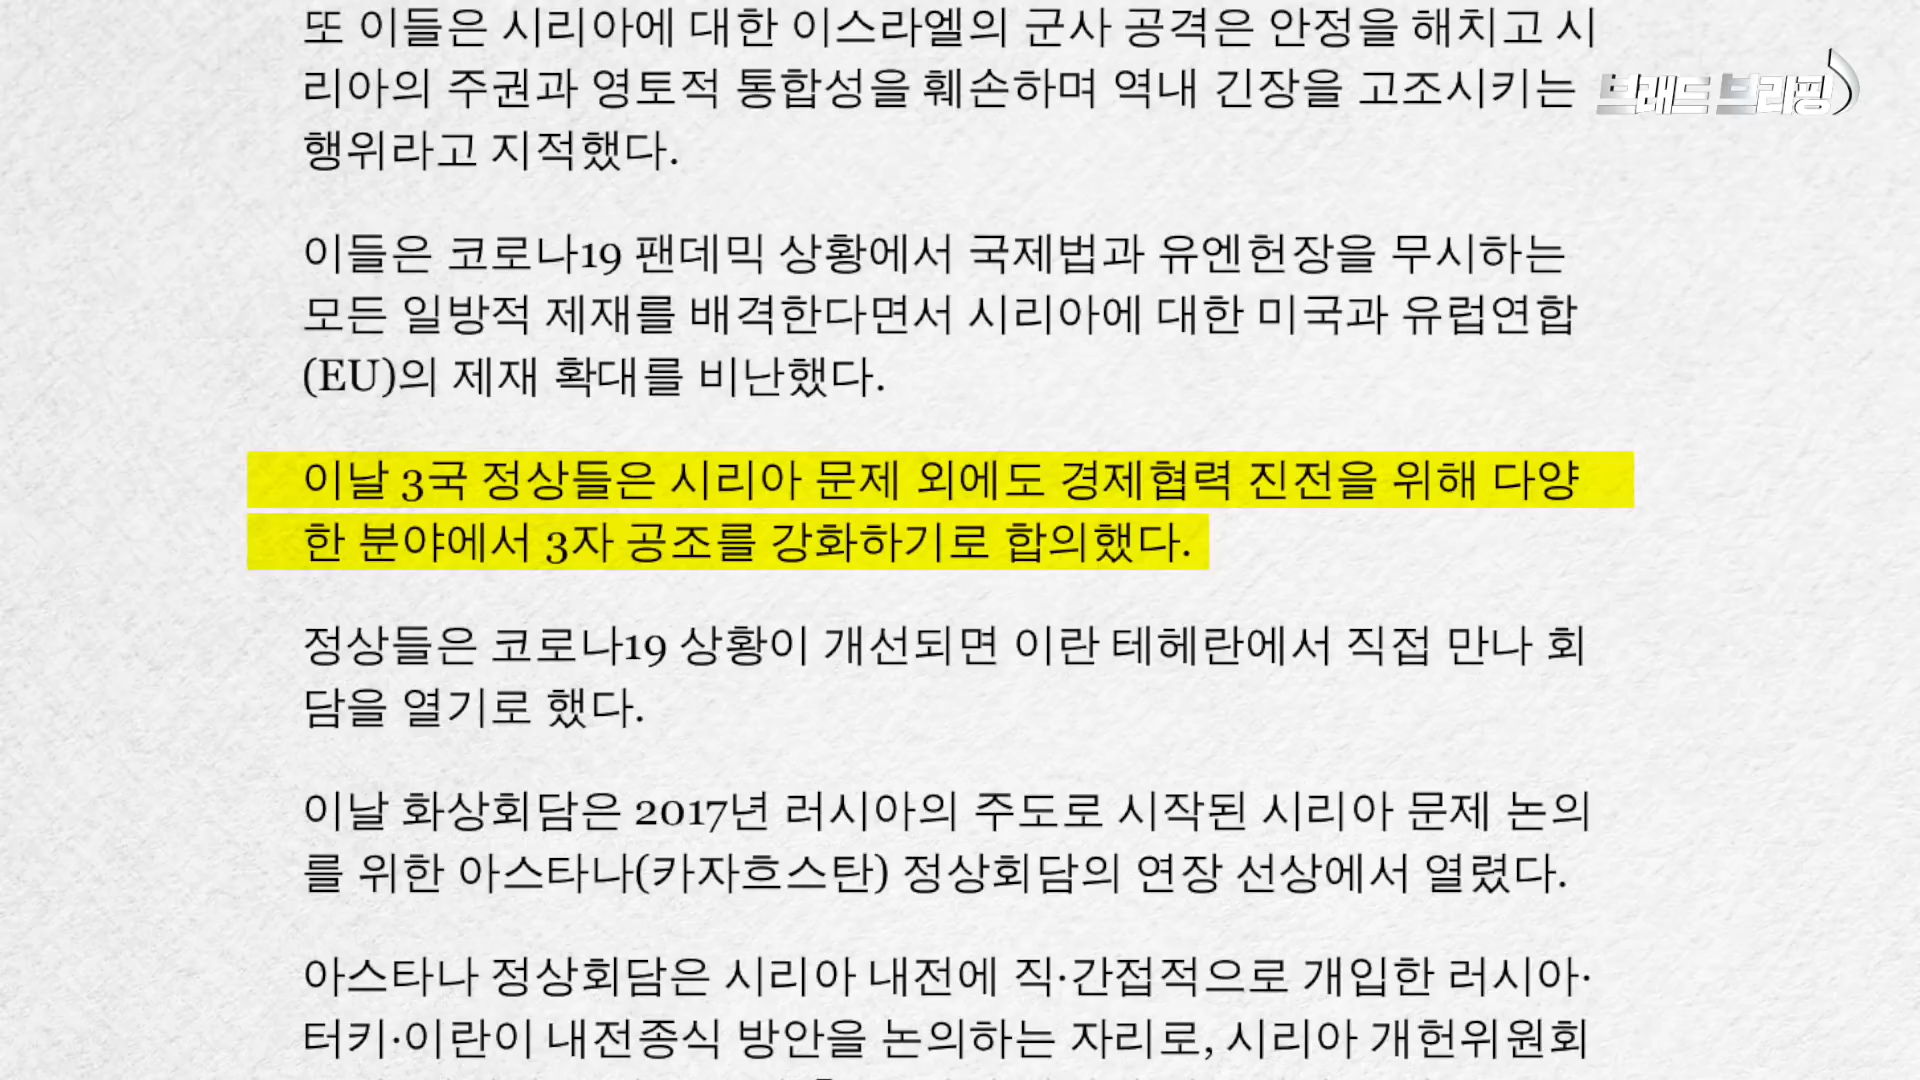 또 이들은 시리아에 대한 이스라엘의 군사 공격은 안정을 해치고 시
리아의 주권과 영토적 통합성을 훼손하며 역내 긴장을 고조시키는
브래드 브리핑
행위라고 지적했다.
이들은 코로나19 팬데믹 상황에서 국제법과 유엔헌장을 무시하는
모든 일방적 제재를 배격한다면서 시리아에 대한 미국과 유럽연합
(EU)의 제재 확대를 비난했다.
이날 3국 정상들은 시리아 문제 외에도 경제협력 진전을 위해 다양
한 분야에서 3자 공조를 강화하기로 합의했다.
정상들은 코로나19 상황이 개선되면 이란 테헤란에서 직접 만나 회
담을 열기로 했다.
이날 화상회담은 2017년 러시아의 주도로 시작된 시리아 문제 논의
를 위한 아스타나(카자흐스탄) 정상회담의 연장 선상에서 열렸다.
아스타나 정상회담은 시리아 내전에 직·간접적으로 개입한 러시아·
터키·이란이 내전종식 방안을 논의하는 자리로, 시리아 개헌위원회